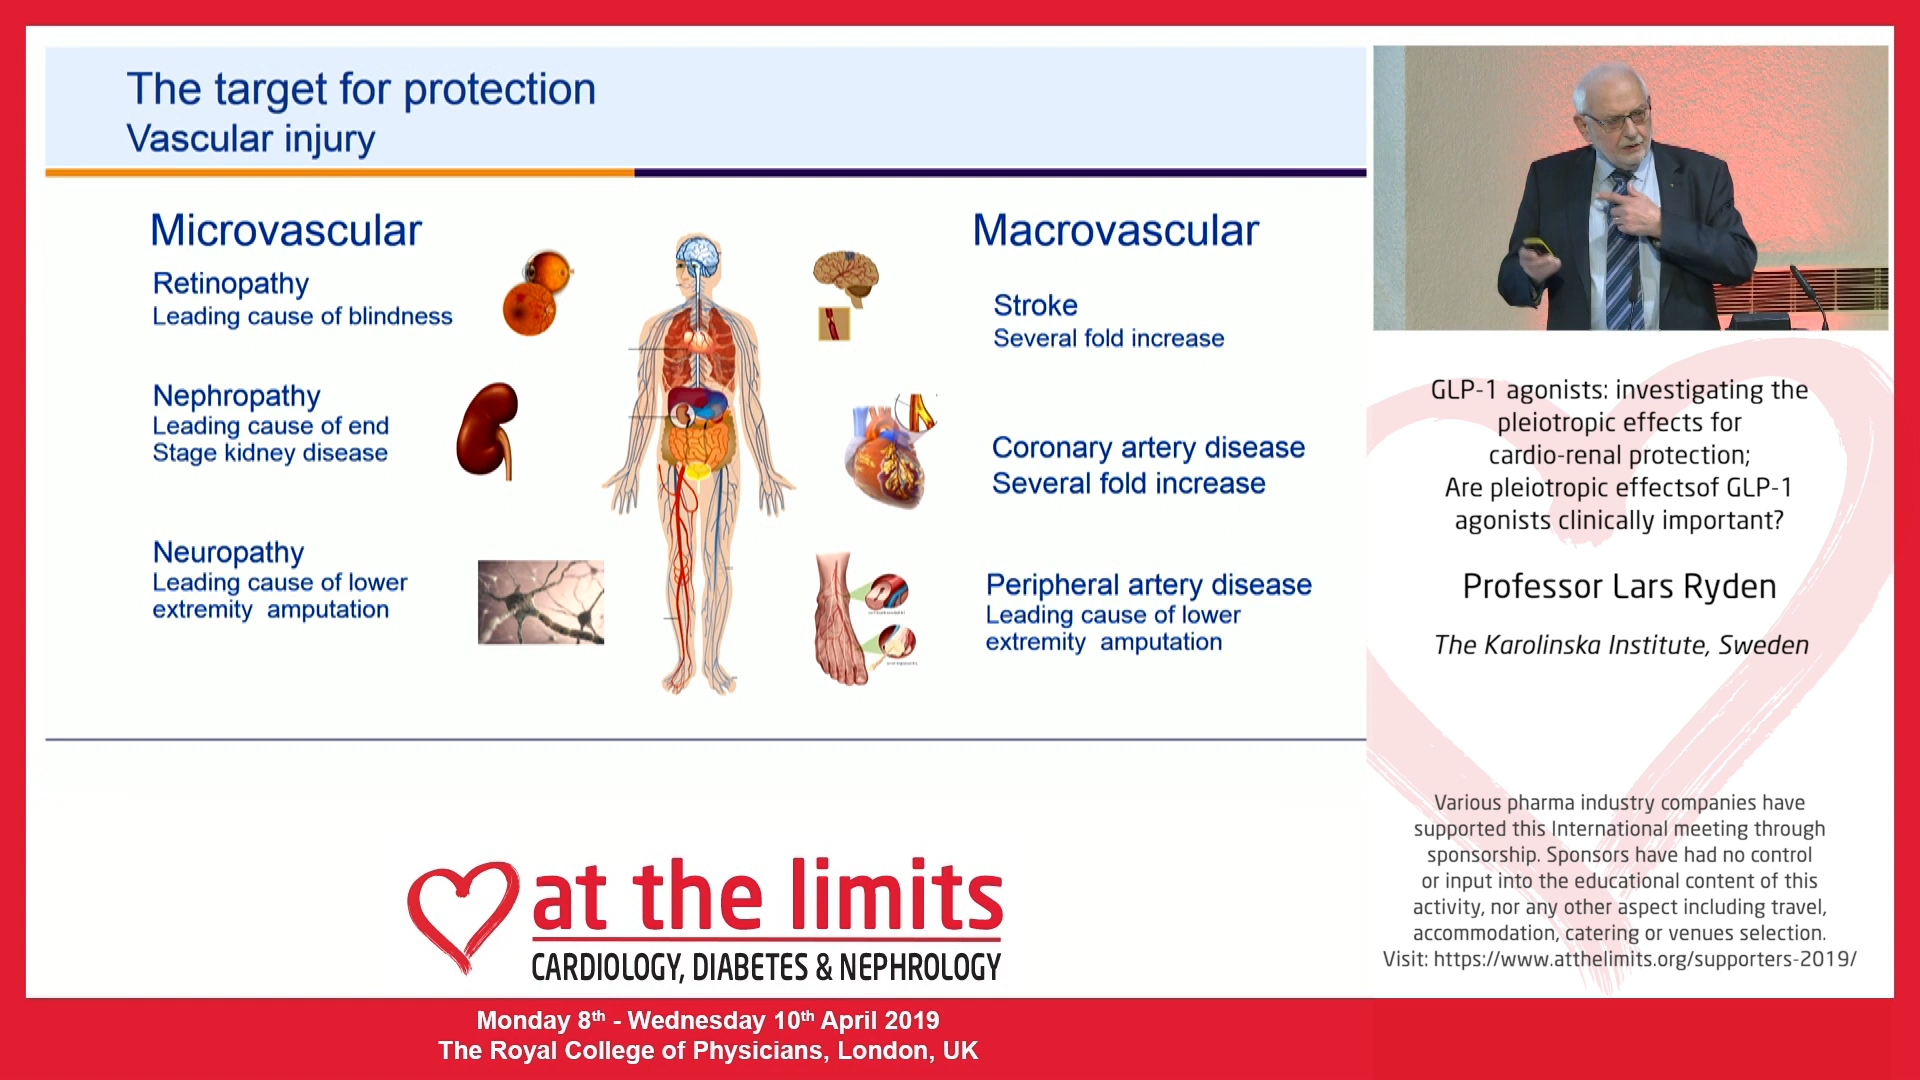 The target for protection
Vascular injury
Microvascular
Retinopathy
Leading cause of blindness
Nephropathy
Leading cause of end
Stage kidney disease
Neuropathy
Leading cause of lower
extremity amputation
Macrovascular
Stroke
Several fold increase
Coronary artery disease
Several fold increase
Peripheral artery disease
Leading cause of lower
extremity amputation
GLP-1 agonists: investigating the
pleiotropic effects for
cardio-renal protection;
Are pleiotropic effectsof GLP-1
agonists clinically important?
Professor Lars Ryden
The Karolinska Institute, Sweden
Various pharma industry companies have
supported this International meeting through
sponsorship. Sponsors have had no control
or input into the educational content of this
activity, nor any other aspect including travel,
accommodation, catering or venues selection.
Visit: https://www.atthelimits.org/supporters-2019/
at the limits
CARDIOLOGY, DIABETES & NEPHROLOGY
Monday 8th - Wednesday 10th April 2019
The Royal College of Physicians, London, UK